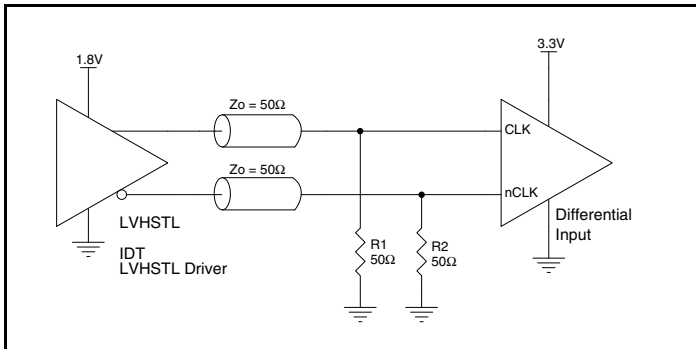 1.8V
3.3V
Zo = 50Ω
CLK
Zo = 50Ω
nCLK
LVHSTL
IDT
LVHSTL Driver
R1
50Ω
R2
50Ω
Differential
Input